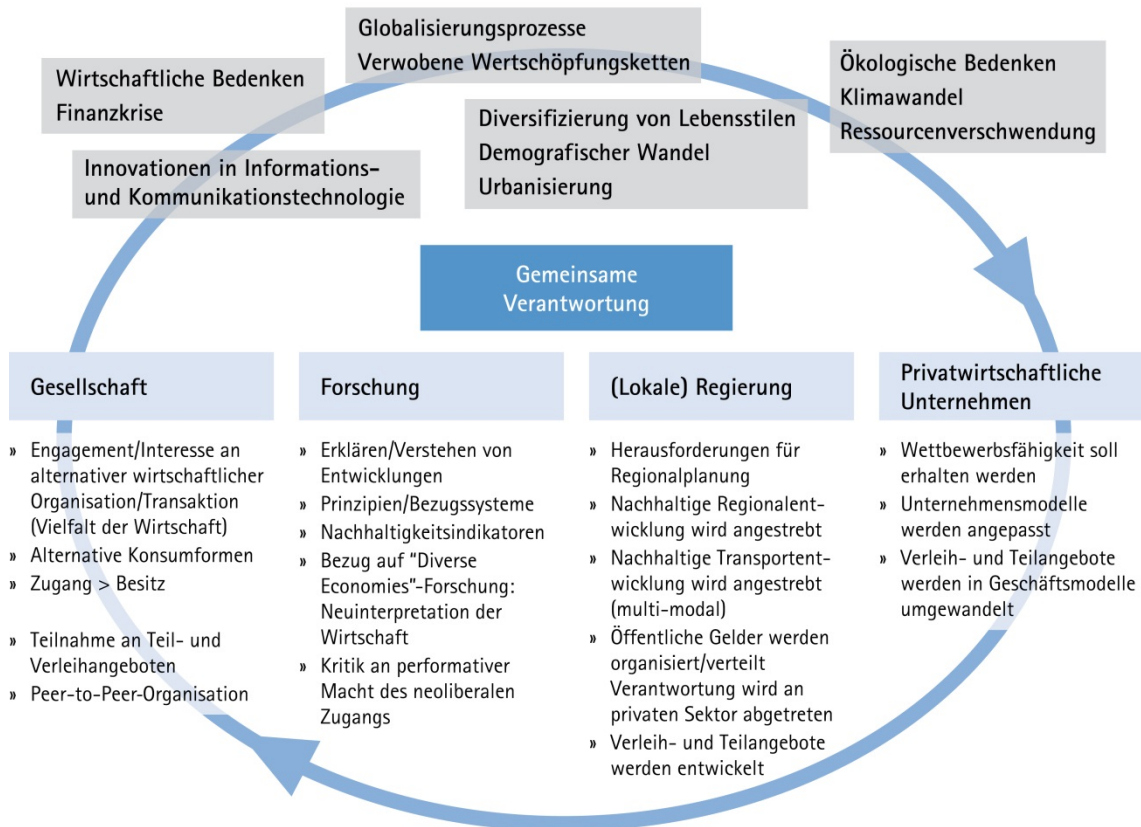 Globalisierungsprozesse
Verwobene Wertschöpfungsketten
Wirtschaftliche Bedenken
Finanzkrise
Ökologische Bedenken
Klimawandel
Ressourcenverschwendung
Diversifizierung von Lebensstilen
Demografischer Wandel
Urbanisierung
Innovationen in Informations-
und Kommunikationstechnologie
Gemeinsame
Verantwortung
Gesellschaft
» Engagement/Interesse an
alternativer wirtschaftlicher
Organisation/Transaktion
(Vielfalt der Wirtschaft)
» Alternative Konsumformen
» Zugang > Besitz
» Teilnahme an Teil- und
Verleihangeboten
» Peer-to-Peer-Organisation
Forschung
» Erklären/Verstehen von
Entwicklungen
» Prinzipien/Bezugssysteme
» Nachhaltigkeitsindikatoren
» Bezug auf "Diverse
Economies"-Forschung:
Neuinterpretation der
Wirtschaft
» Kritik an performativer
Macht des neoliberalen
Zugangs
(Lokale) Regierung
» Herausforderungen für
Regionalplanung
» Nachhaltige Regionalent-
wicklung wird angestrebt
» Nachhaltige Transportent-
wicklung wird angestrebt
(multi-modal)
» Öffentliche Gelder werden
organisiert/verteilt
Verantwortung wird an
privaten Sektor abgetreten
» Verleih- und Teilangebote
werden entwickelt
Privatwirtschaftliche
Unternehmen
» Wettbewerbsfähigkeit soll
erhalten werden
» Unternehmensmodelle
werden angepasst
» Verleih- und Teilangebote
werden in Geschäftsmodelle
umgewandelt